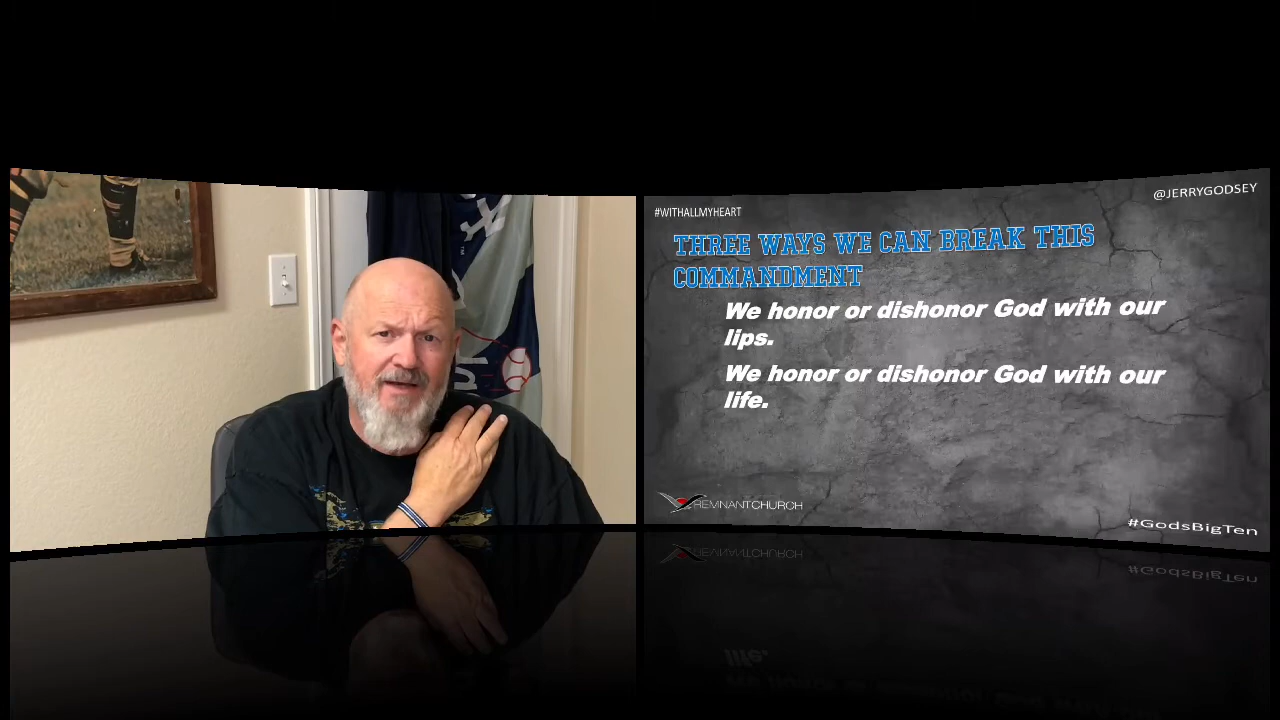 @JERRYGODSEY
#WITHALLMYHEART
THREE WAYS WE CAN BREAK THIS
COMMANDMENT
We honor or dishonor God with our
lips.
We honor or dishonor God with our
life.
REMNANTCHURCH
#GodsBigTen